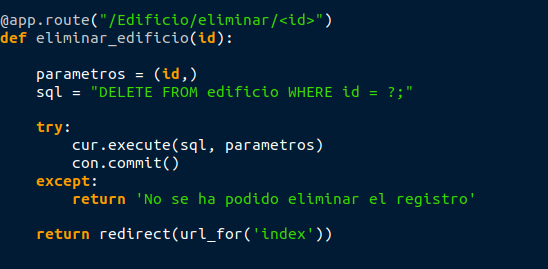 @app.route("/Edificio/eliminar/<id>")
def eliminar_edificio(id):
parametros = (id,)
sql = "DELETE FROM edificio WHERE id = ?;"
try:
cur.execute(sql, parametros)
con.commit()
except:
return 'No se ha podido eliminar el registro'
return redirect(url_for('index'))